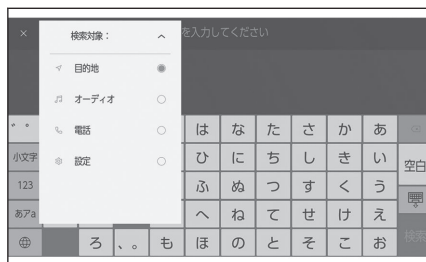 検索対象：
を入力してください
目的地
オーディオ
電話
設定
゛ ゜ は な た さ か あ
小文字 ひ に ち し き い 空白
123 ふ ぬ つ す く う
あアa へ ね て せ け え
ろ 、。 も ほ の と そ こ お 検索